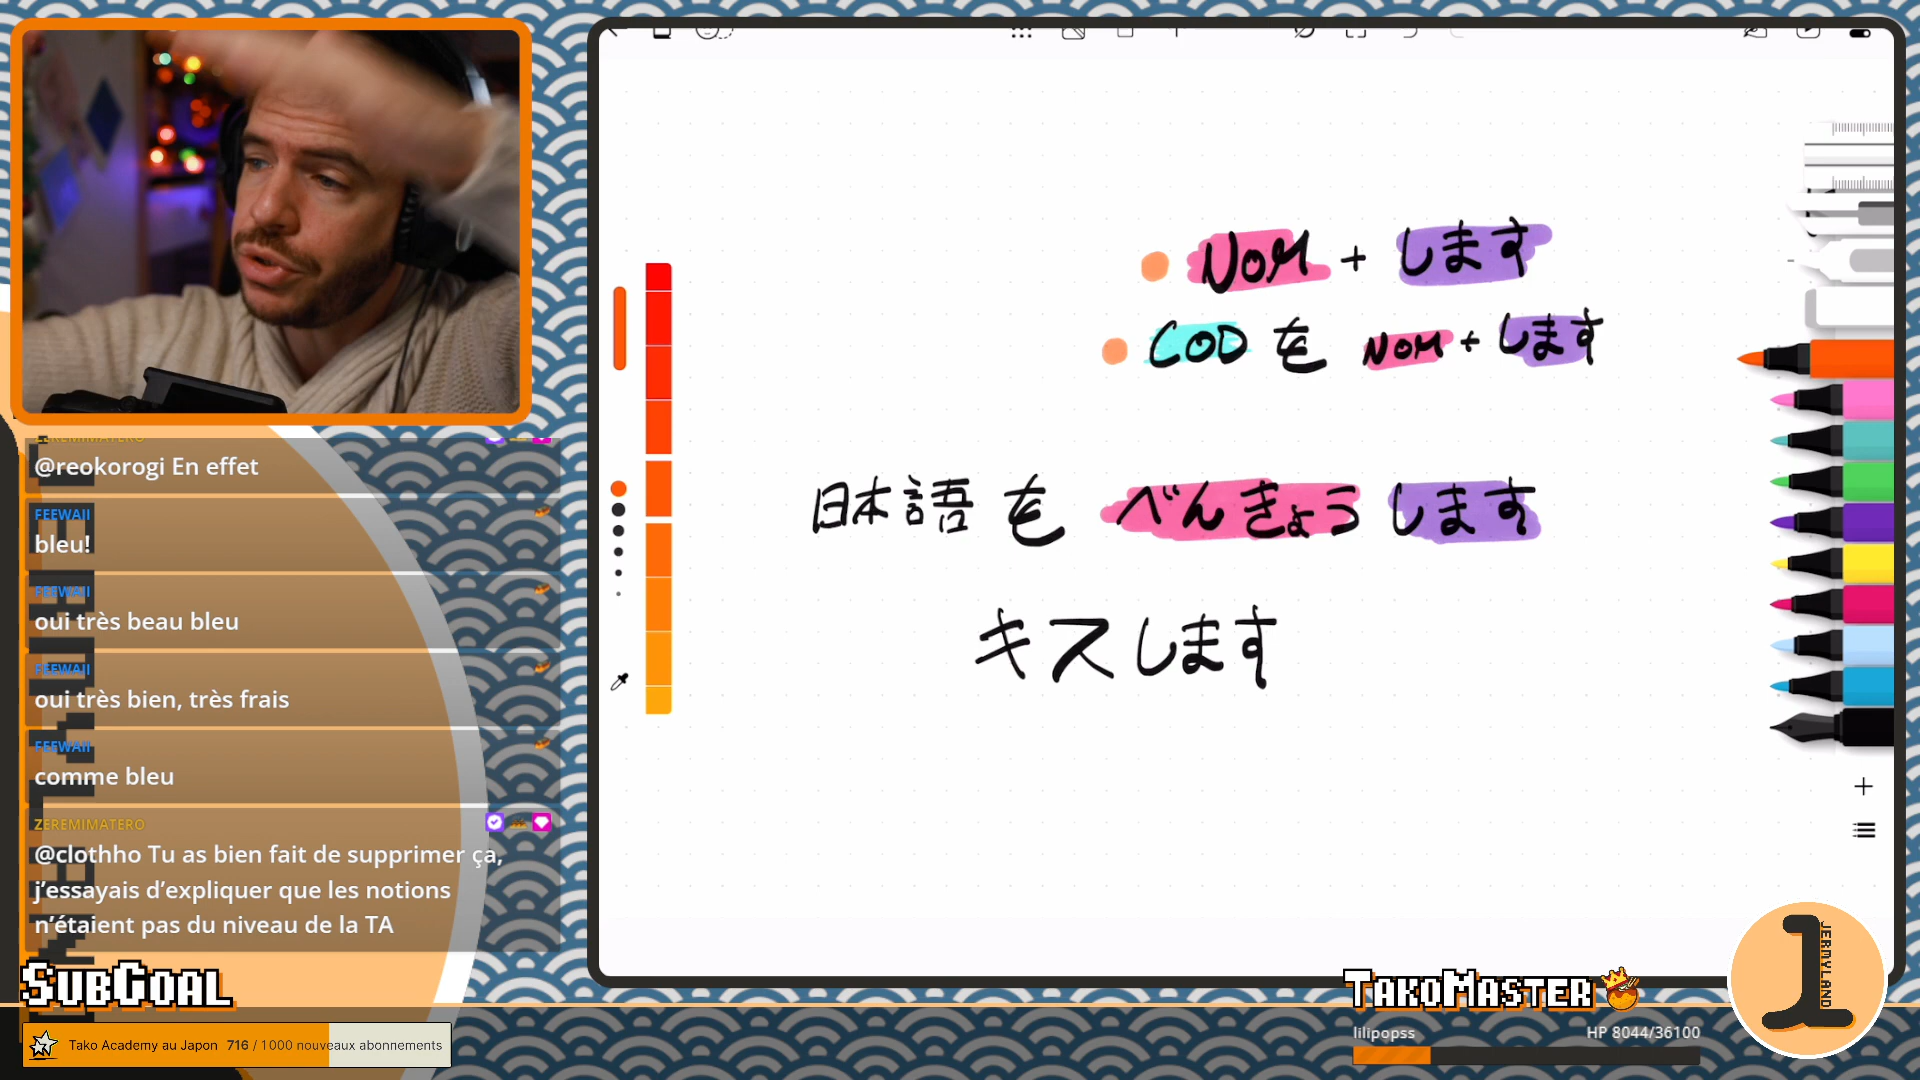 NOM + します
COD を NOM + します
日本語 を べんきょう します
キスします
ZEREMIMATERO
@reokorogi En effet
FEEWAII
bleu!
FEEWAII
oui très beau bleu
FEEWAII
oui très bien, très frais
FEEWAII
comme bleu
ZEREMIMATERO
@clothho Tu as bien fait de supprimer ça,
j'essayais d'expliquer que les notions
n'étaient pas du niveau de la TA
SUBGOAL
Tako Academy au Japon 716 / 1000 nouveaux abonnements
TAKOMASTER
lilipopss HP 8044/36100
1 JEREMYLAND